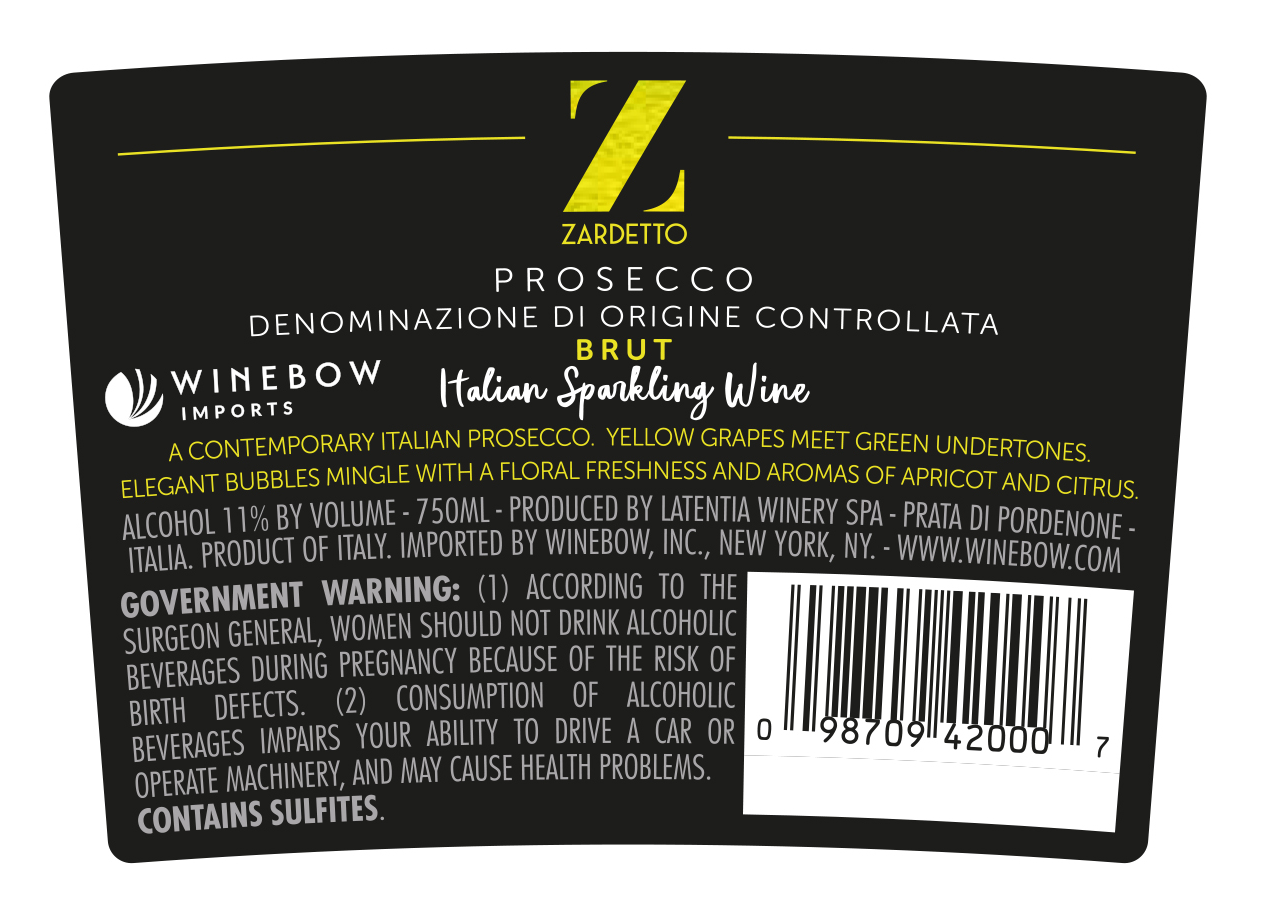 Z
ZARDETTO
PROSECCO
DENOMINAZIONE DI ORIGINE CONTROLLATA
BRUT
WINEBOW
IMPORTS
Italian Sparkling Wine
A CONTEMPORARY ITALIAN PROSECCO. YELLOW GRAPES MEET GREEN UNDERTONES.
ELEGANT BUBBLES MINGLE WITH A FLORAL FRESHNESS AND AROMAS OF APRICOT AND CITRUS.
ALCOHOL 11% BY VOLUME - 750ML - PRODUCED BY LATENTIA WINERY SPA - PRATA DI PORDENONE -
ITALIA. PRODUCT OF ITALY. IMPORTED BY WINEBOW, INC., NEW YORK, NY. - WWW.WINEBOW.COM
GOVERNMENT WARNING: (1) ACCORDING TO THE
SURGEON GENERAL, WOMEN SHOULD NOT DRINK ALCOHOLIC
BEVERAGES DURING PREGNANCY BECAUSE OF THE RISK OF
BIRTH DEFECTS. (2) CONSUMPTION OF ALCOHOLIC
BEVERAGES IMPAIRS YOUR ABILITY TO DRIVE A CAR OR
OPERATE MACHINERY, AND MAY CAUSE HEALTH PROBLEMS.
CONTAINS SULFITES.
0 98709 42000 7